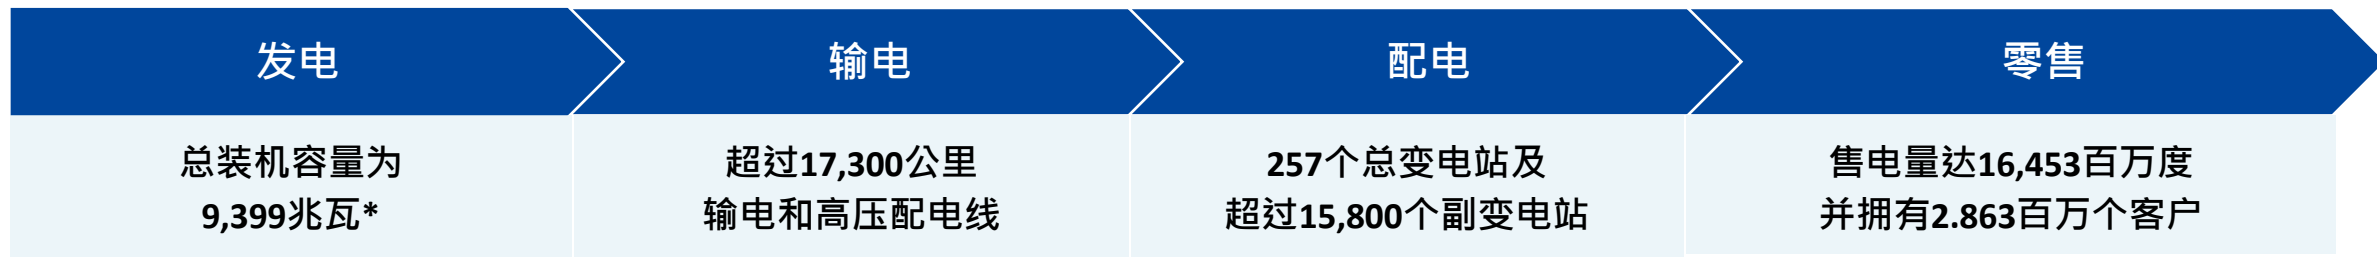 发电
输电
配电
零售
总装机容量为
9,399兆瓦*
超过17,300公里
输电和高压配电线
257个总变电站及
超过15,800个副变电站
售电量达16,453百万度
并拥有2.863百万个客户